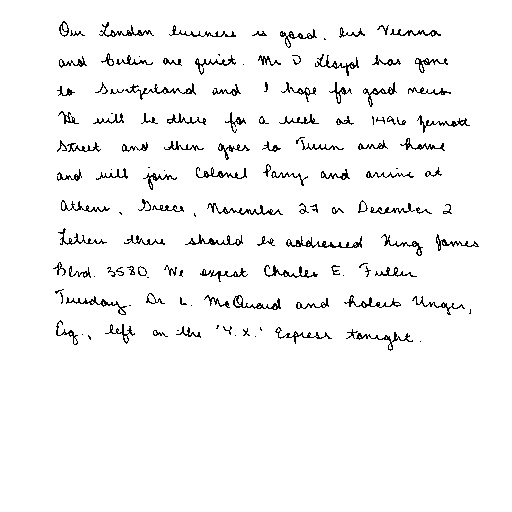 Our London business is good, but Vienna
and Berlin are quiet. Mr. D. Lloyd has gone
to Switzerland and I hope for good news.
He will be there for a week at 1496 Zermott
Street and then goes to Turin and Rome
and will join Colonel Parry and arrive at
Athens, Greece, November 27 or December 2
Letters there should be addressed King James
Blvd. 3580. We expect Charles E. Fuller
Tuesday. Dr L. McQuaid and Robert Unger,
Esq., left on the 'Y.X.' Express tonight.